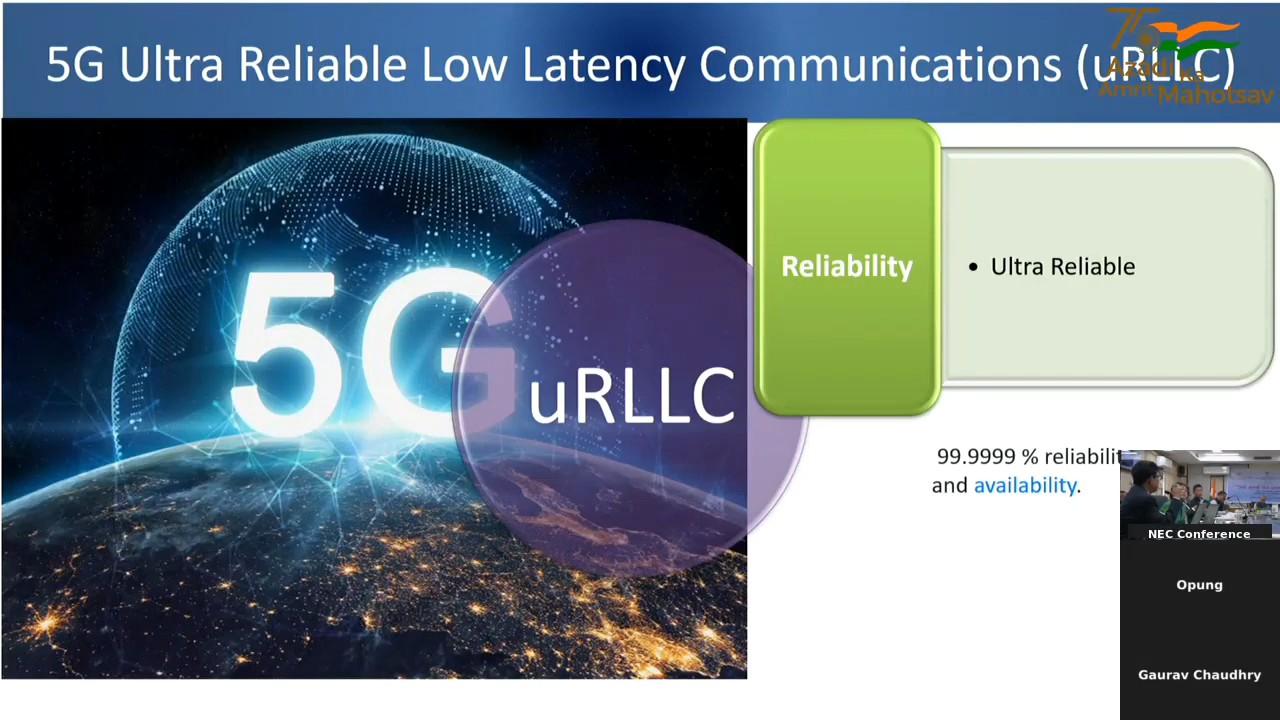 5G Ultra Reliable Low Latency Communications (uRLLC)
75
Azadi Ka
Amrit Mahotsav
5G
uRLLC
Reliability
• Ultra Reliable
99.9999 % reliabilit
and availability.
NEC Conference
Opung
Gaurav Chaudhry